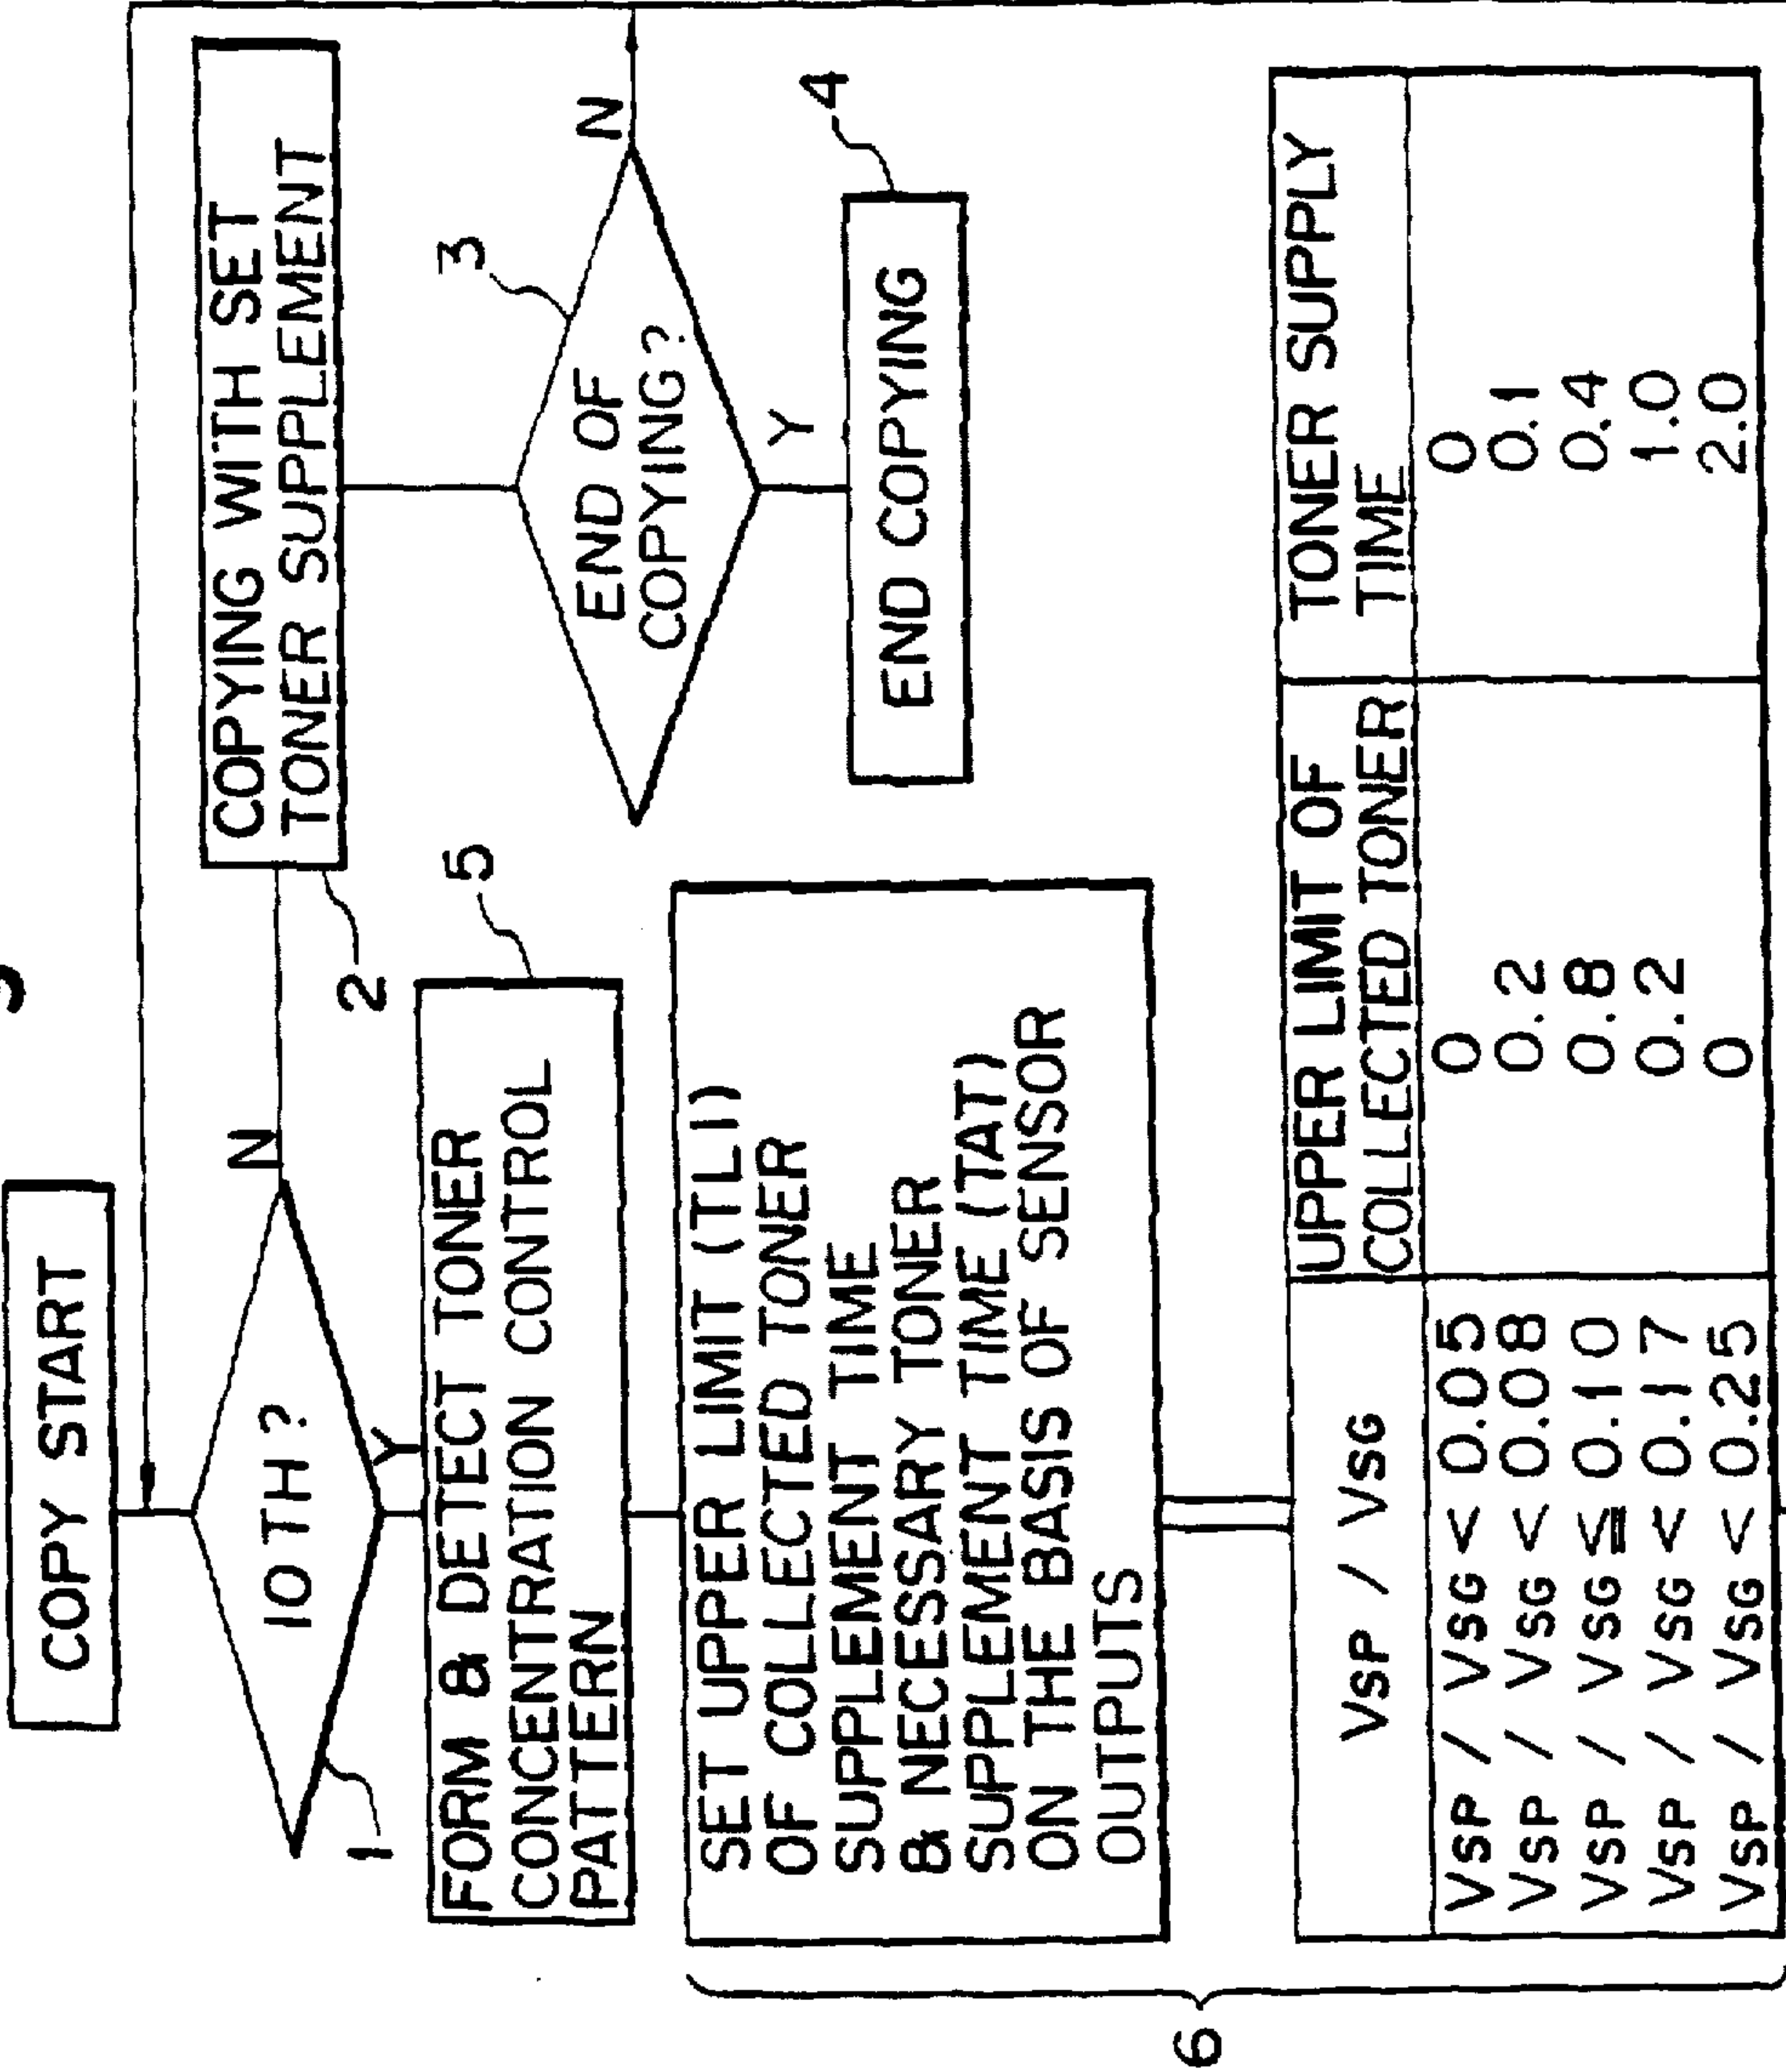 COPY START
10 TH?
N
Y
1
COPYING WITH SET
TONER SUPPLEMENT
2
END OF
COPYING?
3
N
Y
END COPYING
4
FORM & DETECT TONER
CONCENTRATION CONTROL
PATTERN
5
SET UPPER LIMIT (TLI)
OF COLLECTED TONER
SUPPLEMENT TIME
& NECESSARY TONER
SUPPLEMENT TIME (TAT)
ON THE BASIS OF SENSOR
OUTPUTS
6
VSP / VSG UPPER LIMIT OF COLLECTED TONER TONER SUPPLY TIME
VSP / VSG < 0.05 0 0
VSP / VSG < 0.08 0.2 0.1
VSP / VSG ≦ 0.10 0.8 0.4
VSP / VSG < 0.17 0.2 1.0
VSP / VSG < 0.25 0 2.0